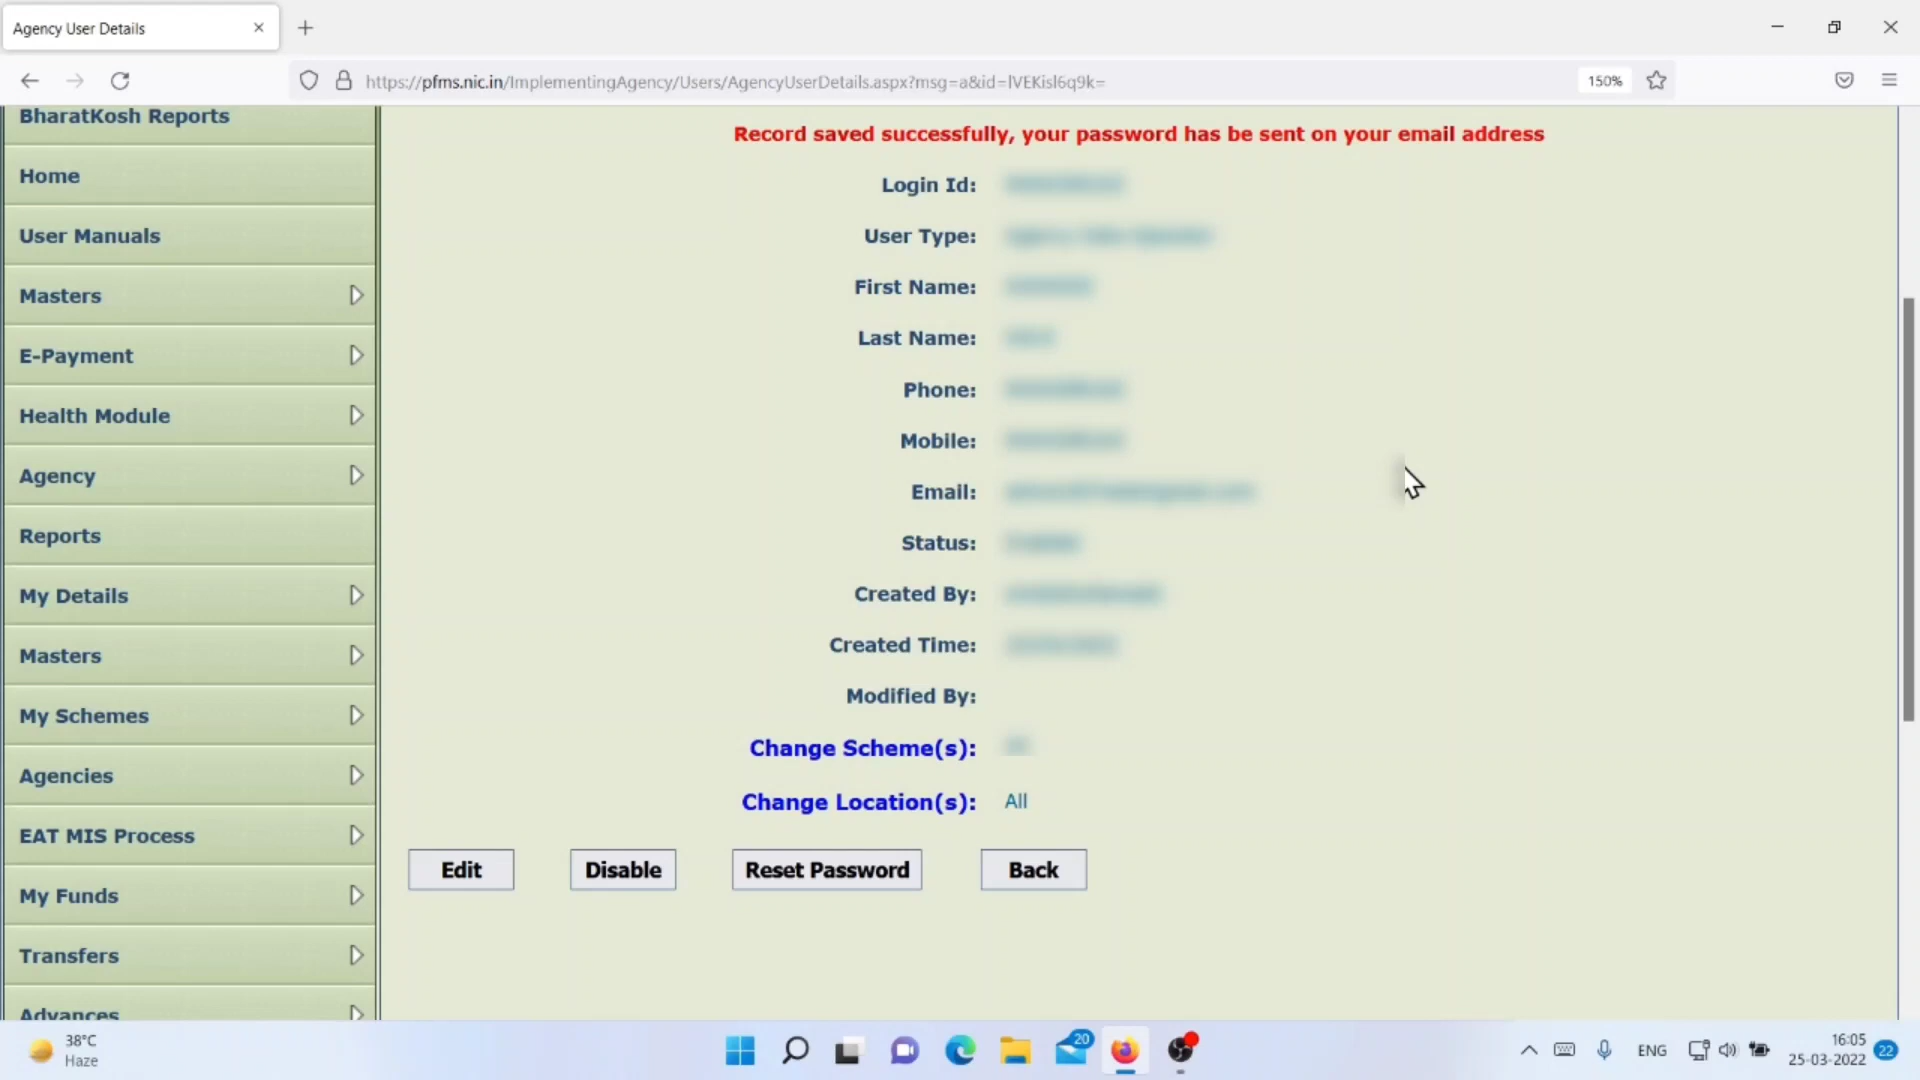 Agency User Details
https://pfms.nic.in/ImplementingAgency/Users/AgencyUserDetails.aspx?msg=a&id=lVEKisl6q9k=
150%
BharatKosh Reports
Home
User Manuals
Masters
E-Payment
Health Module
Agency
Reports
My Details
Masters
My Schemes
Agencies
EAT MIS Process
My Funds
Transfers
Advances
Record saved successfully, your password has be sent on your email address
Login Id:
User Type:
First Name:
Last Name:
Phone:
Mobile:
Email:
Status:
Created By:
Created Time:
Modified By:
Change Scheme(s):
Change Location(s): All
Edit Disable Reset Password Back
38°C
Haze
20
ENG
16:05
25-03-2022
22